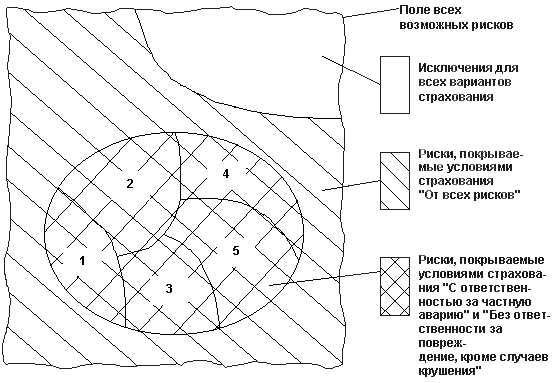 Поле всех
возможных рисков
Исключения для
всех вариантов
страхования
Риски, покрывае-
мые условиями
страхования
"От всех рисков"
2
4
1
3
5
Риски, покрываемые
условиями страхова-
ния "С ответствен-
ностью за частную
аварию" и "Без ответ-
ственности за
повреж-
дение, кроме случаев
крушения"